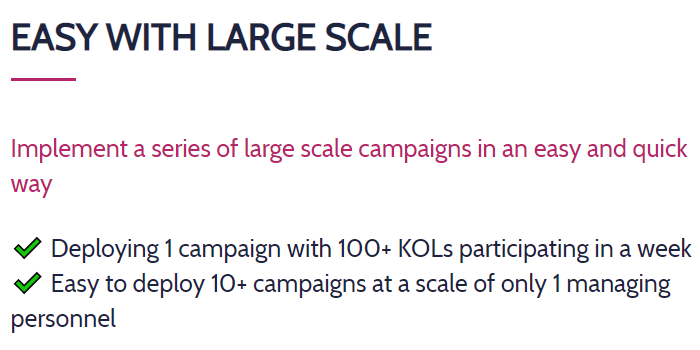 EASY WITH LARGE SCALE
Implement a series of large scale campaigns in an easy and quick
way
Deploying 1 campaign with 100+ KOLs participating in a week
Easy to deploy 10+ campaigns at a scale of only 1 managing
personnel